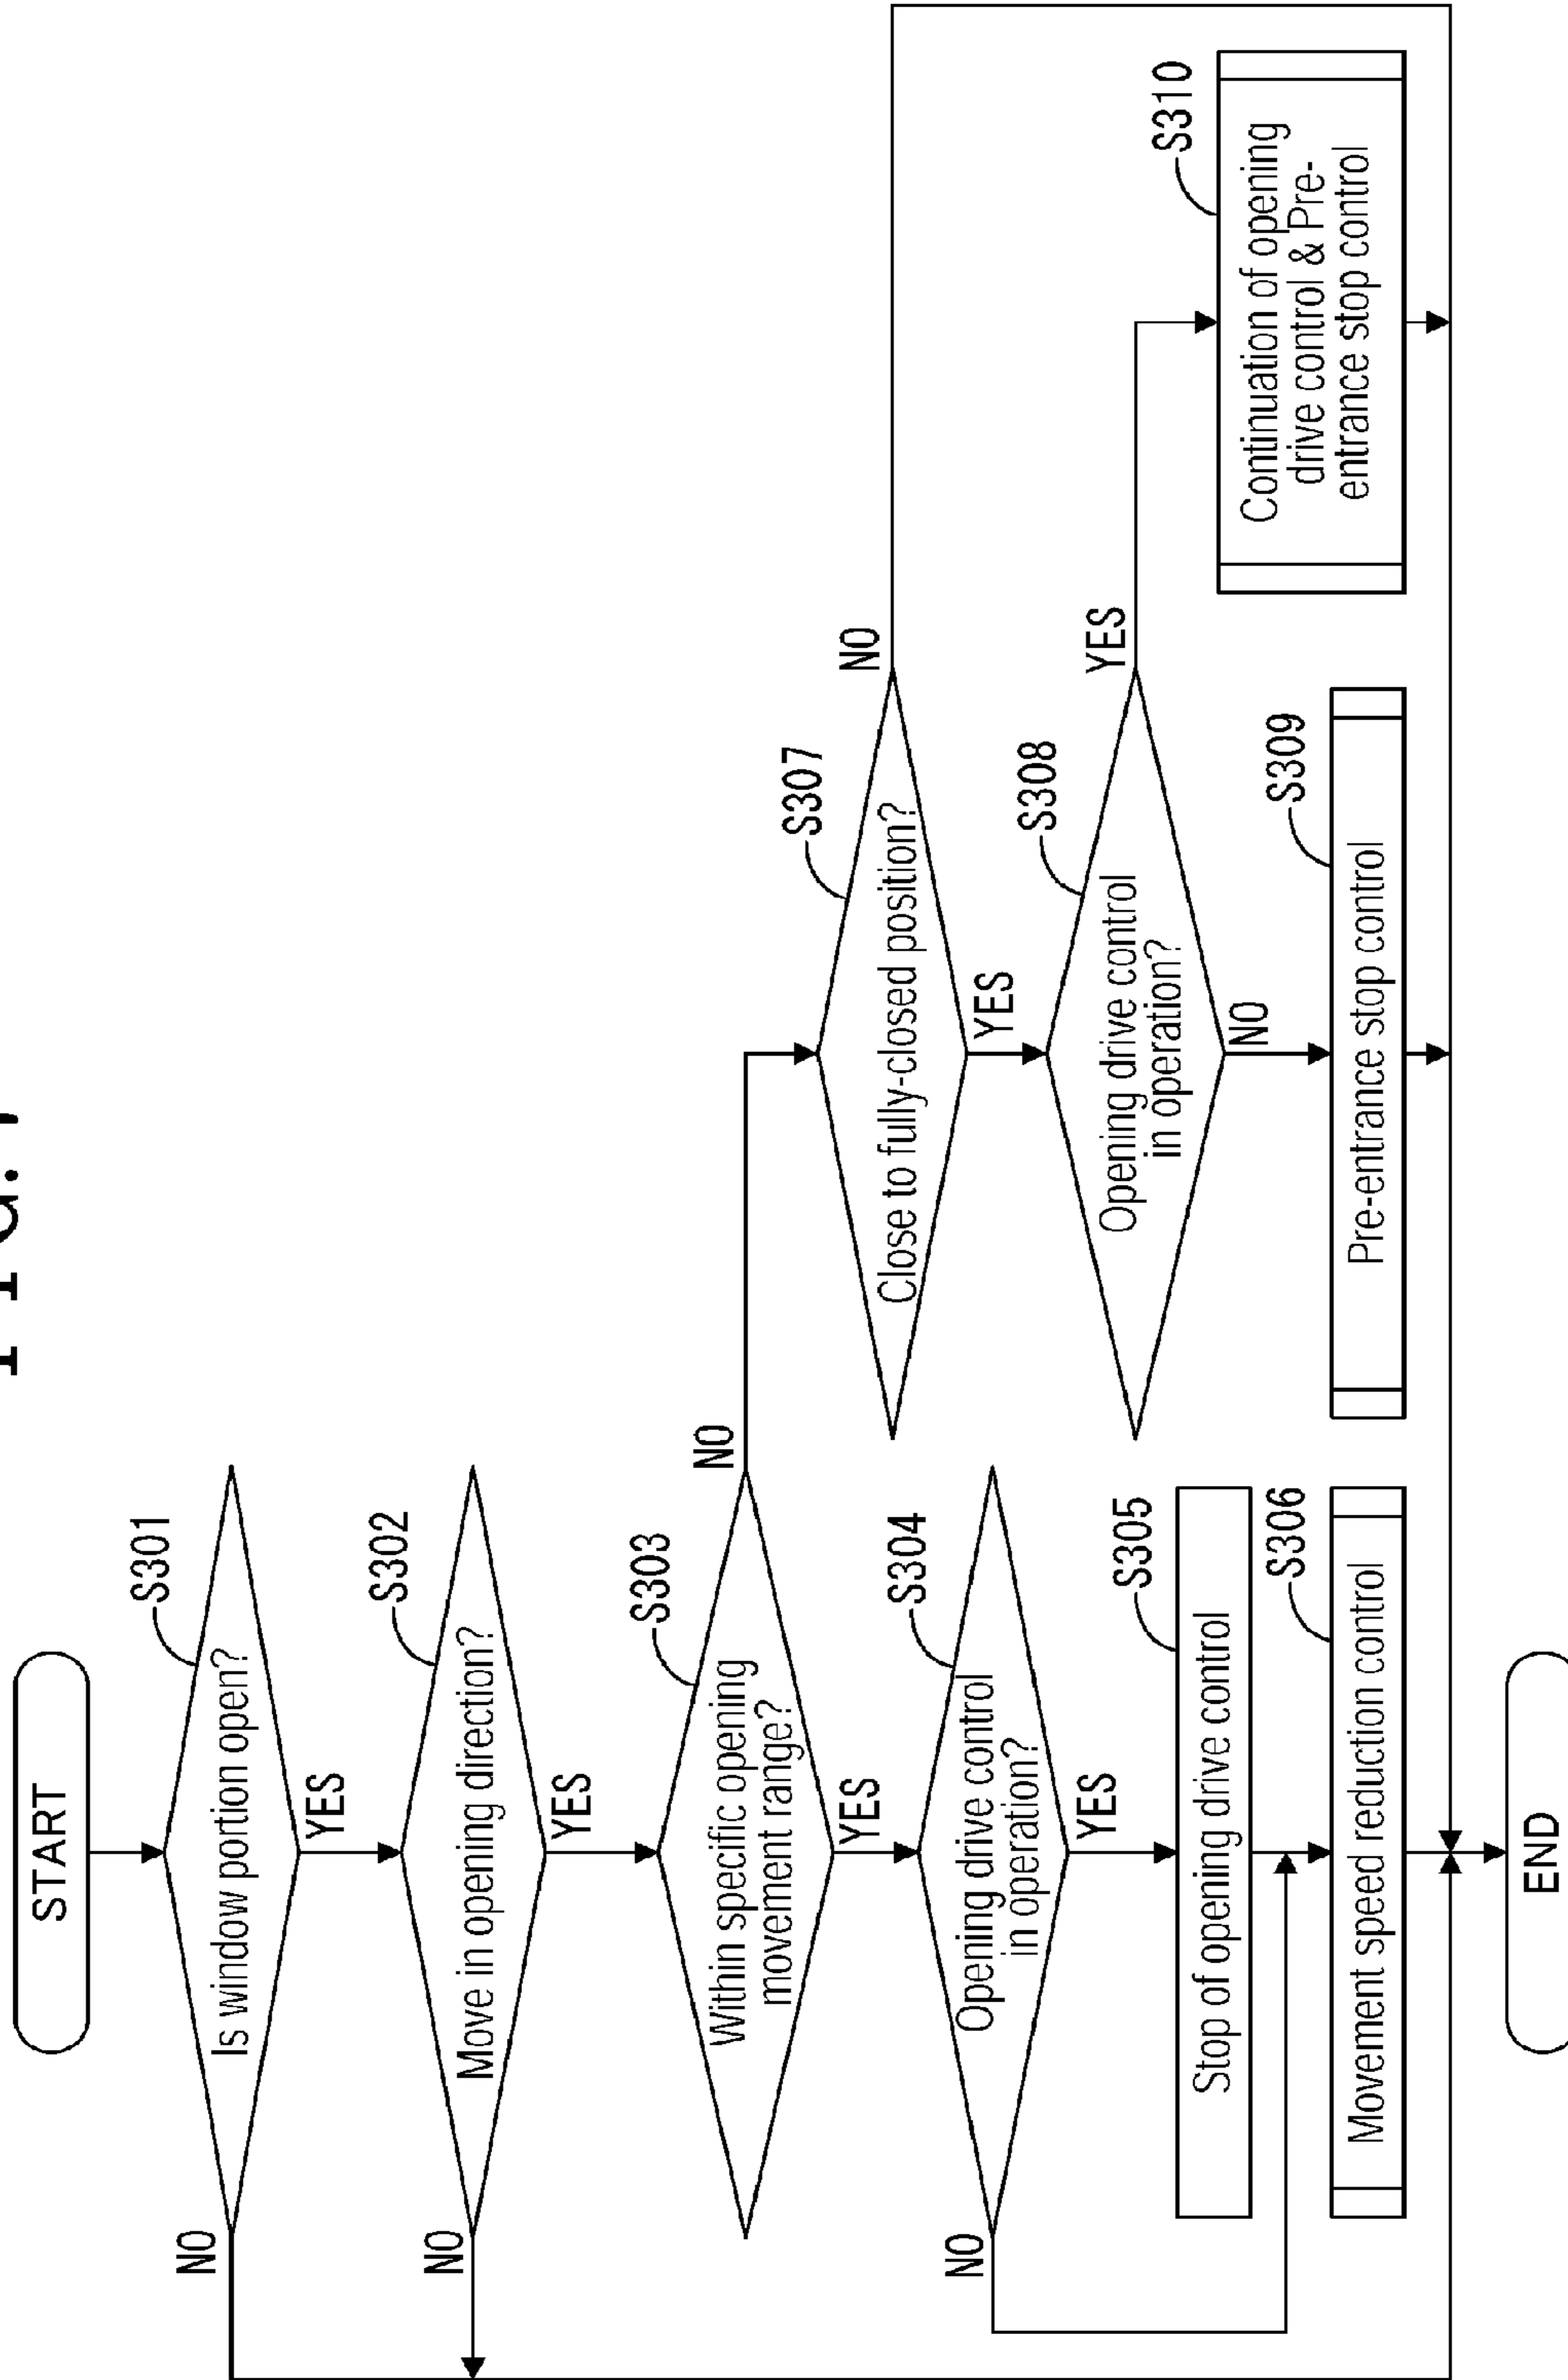 START
S301
Is window portion open?
NO
YES
S302
Move in opening direction?
NO
YES
S303
Within specific opening
movement range?
NO
YES
S304
Opening drive control
in operation?
NO
YES
S305
Stop of opening drive control
S306
Movement speed reduction control
S307
Close to fully-closed position?
NO
YES
S308
Opening drive control
in operation?
YES
NO
S309
Pre-entrance stop control
S310
Continuation of opening
drive control & Pre-
entrance stop control
END